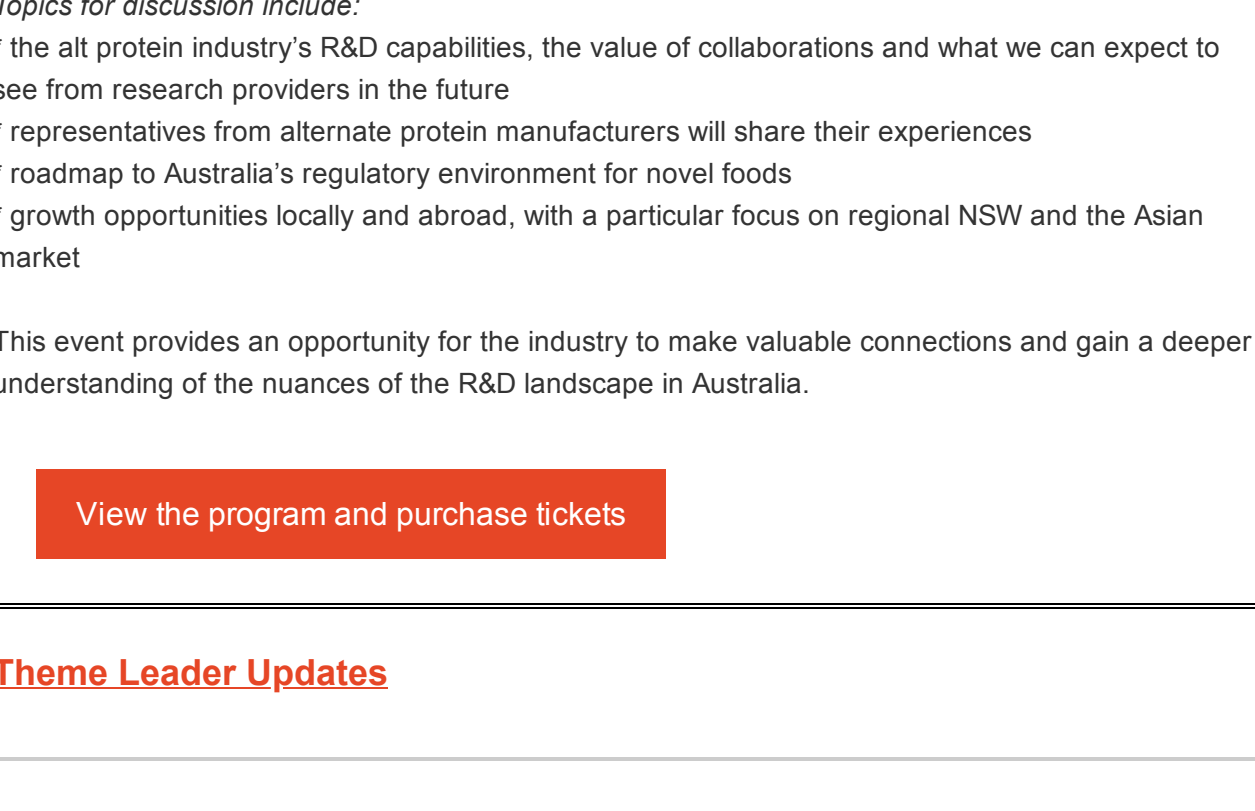 Topics for discussion include:
* the alt protein industry’s R&D capabilities, the value of collaborations and what we can expect to
see from research providers in the future
* representatives from alternate protein manufacturers will share their experiences
* roadmap to Australia’s regulatory environment for novel foods
* growth opportunities locally and abroad, with a particular focus on regional NSW and the Asian
market
This event provides an opportunity for the industry to make valuable connections and gain a deeper
understanding of the nuances of the R&D landscape in Australia.
View the program and purchase tickets
Theme Leader Updates